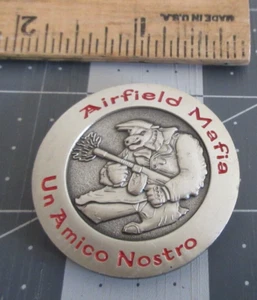 MADE IN U.S.A.
1
2
Airfield Mafia
Un Amico Nostro